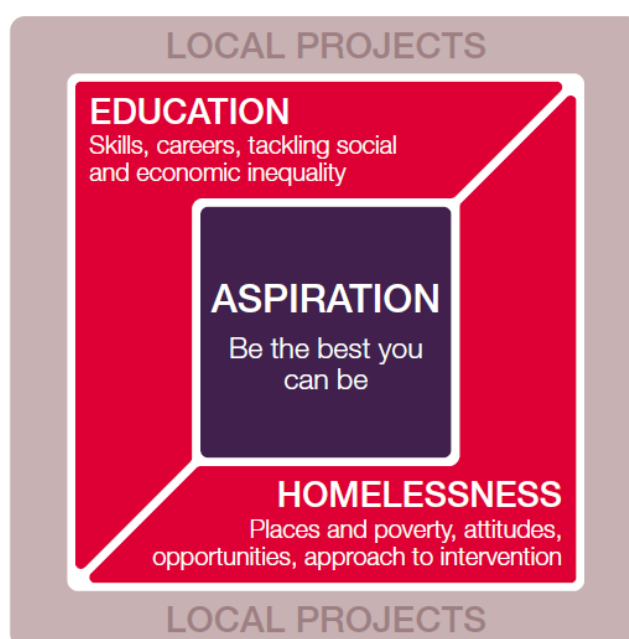 LOCAL PROJECTS
EDUCATION
Skills, careers, tackling social
and economic inequality
ASPIRATION
Be the best you
can be
HOMELESSNESS
Places and poverty, attitudes,
opportunities, approach to intervention
LOCAL PROJECTS